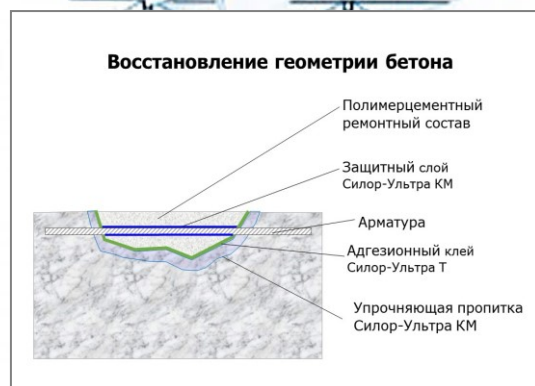 Восстановление геометрии бетона
Полимерцементный
ремонтный состав
Защитный слой
Силор-Ультра КМ
Арматура
Адгезионный клей
Силор-Ультра Т
Упрочняющая пропитка
Силор-Ультра КМ